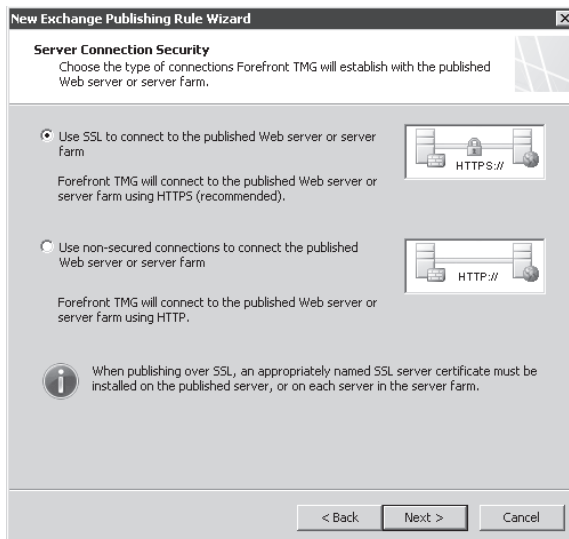 New Exchange Publishing Rule Wizard
Server Connection Security
Choose the type of connections Forefront TMG will establish with the published
Web server or server farm.
Use SSL to connect to the published Web server or server
farm
HTTPS://
Forefront TMG will connect to the published Web server or
server farm using HTTPS (recommended).
Use non-secured connections to connect the published
Web server or server farm
HTTP://
Forefront TMG will connect to the published Web server or
server farm using HTTP.
When publishing over SSL, an appropriately named SSL server certificate must be
installed on the published server, or on each server in the server farm.
< Back
Next >
Cancel